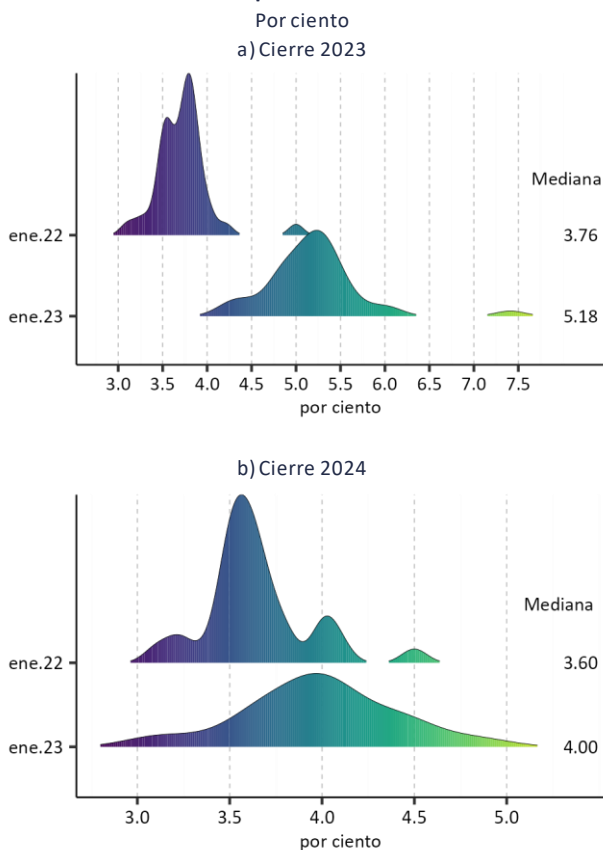 Por ciento
a) Cierre 2023
Mediana
ene.22 3.76
ene.23 5.18
3.0 3.5 4.0 4.5 5.0 5.5 6.0 6.5 7.0 7.5
por ciento
b) Cierre 2024
Mediana
ene.22 3.60
ene.23 4.00
3.0 3.5 4.0 4.5 5.0
por ciento